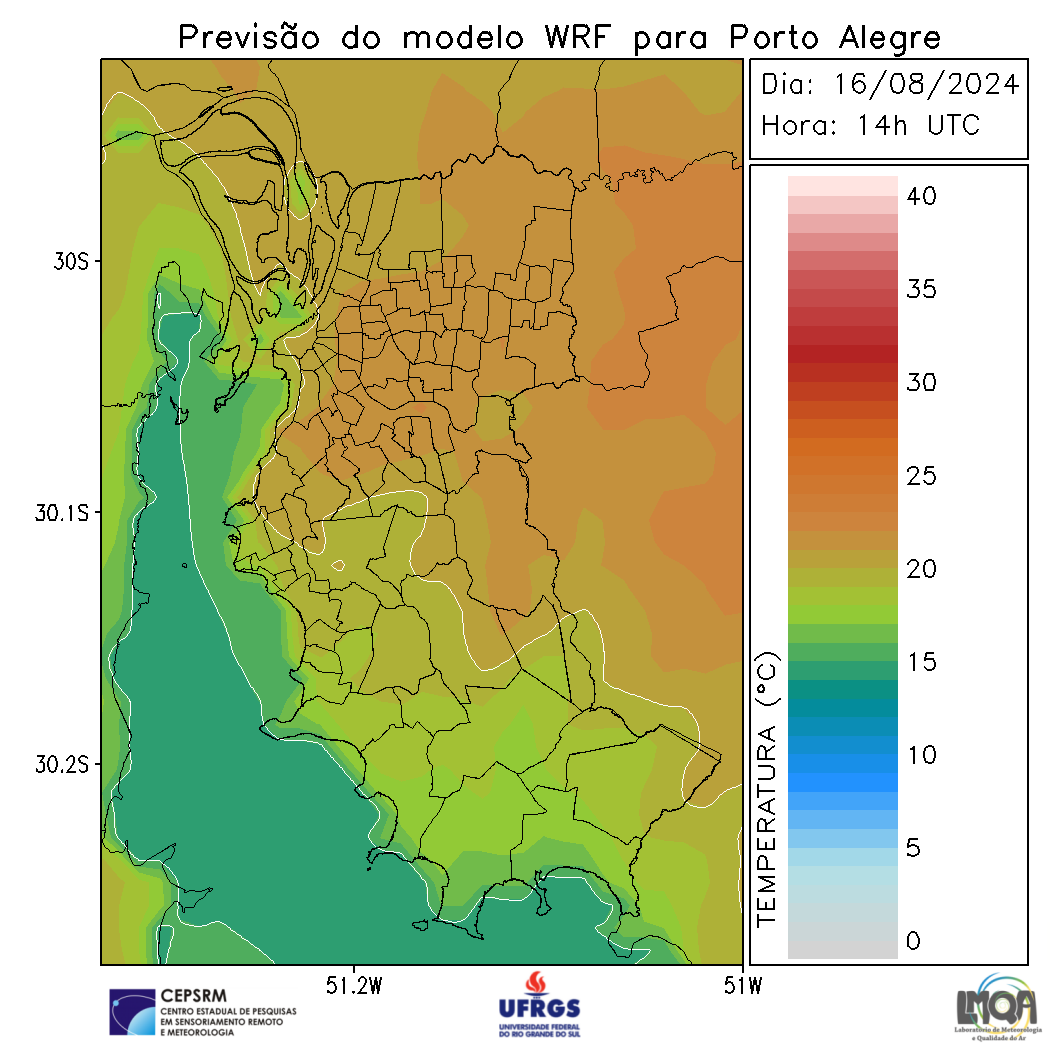 Previsão do modelo WRF para Porto Alegre
Dia: 16/08/2024
Hora: 14h UTC
40
35
30
25
20
15
10
5
0
TEMPERATURA (°C)
30S
30.1S
30.2S
51.2W
51W
CEPSRM
CENTRO ESTADUAL DE PESQUISAS
EM SENSORIAMENTO REMOTO
E METEOROLOGIA
UFRGS
UNIVERSIDADE FEDERAL
DO RIO GRANDE DO SUL
LMQA
Laboratório de Meteorologia
e Qualidade do Ar